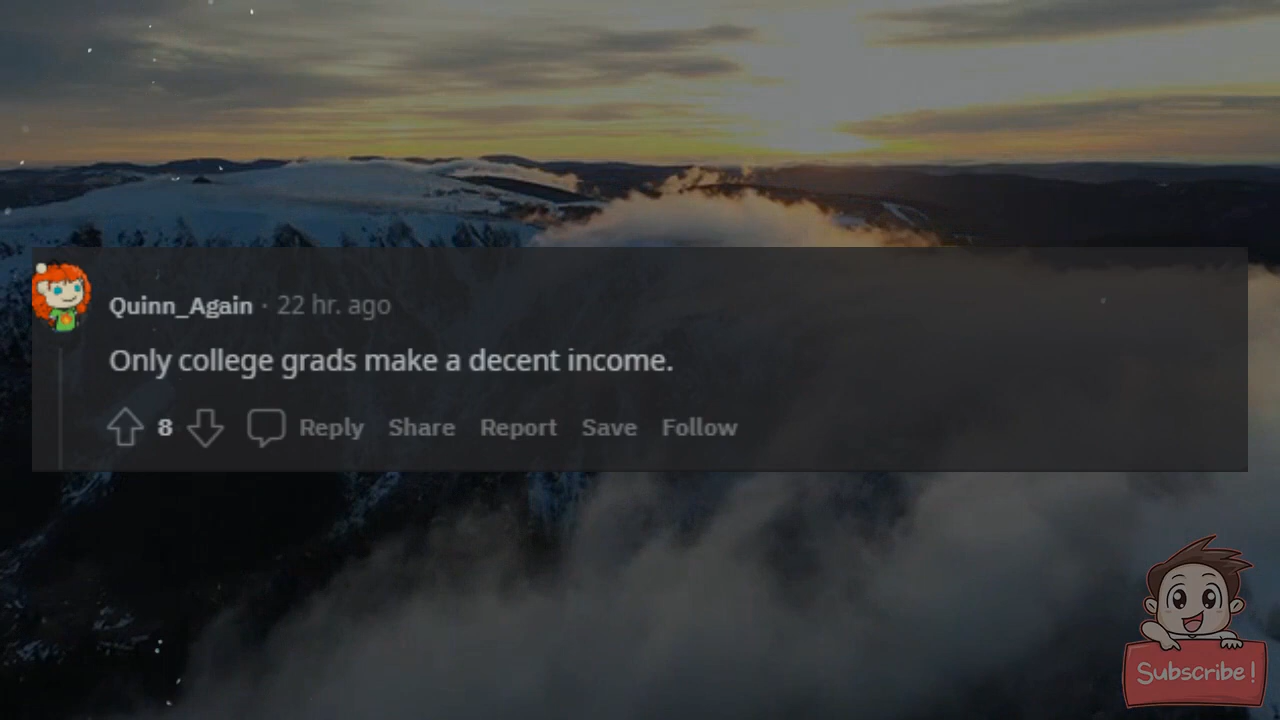 Quinn_Again · 22 hr. ago
Only college grads make a decent income.
8 Reply Share Report Save Follow
Subscribe!